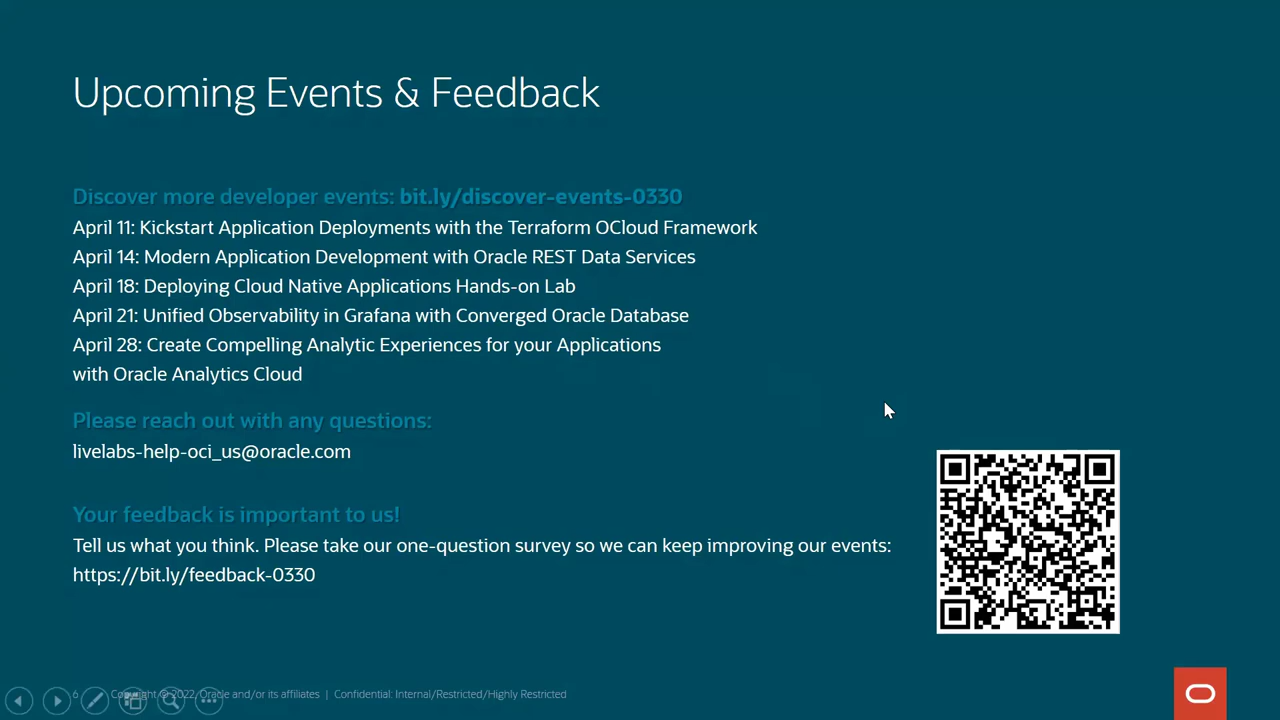 Upcoming Events & Feedback
Discover more developer events: bit.ly/discover-events-0330
April 11: Kickstart Application Deployments with the Terraform OCloud Framework
April 14: Modern Application Development with Oracle REST Data Services
April 18: Deploying Cloud Native Applications Hands-on Lab
April 21: Unified Observability in Grafana with Converged Oracle Database
April 28: Create Compelling Analytic Experiences for your Applications
with Oracle Analytics Cloud
Please reach out with any questions:
livelabs-help-oci_us@oracle.com
Your feedback is important to us!
Tell us what you think. Please take our one-question survey so we can keep improving our events:
https://bit.ly/feedback-0330
6 Copyright © 2022, Oracle and/or its affiliates | Confidential: Internal/Restricted/Highly Restricted